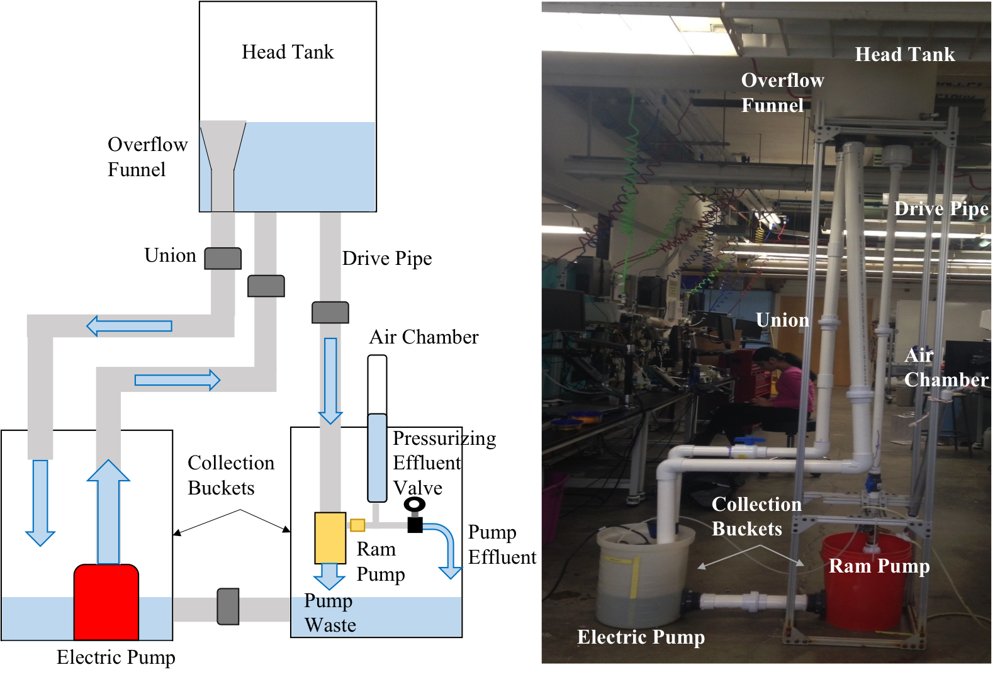 Head Tank
Overflow
Funnel
Union
Drive Pipe
Air Chamber
Pressurizing
Effluent
Valve
Collection
Buckets
Ram
Pump
Pump
Effluent
Pump
Waste
Electric Pump
Head Tank
Overflow
Funnel
Drive Pipe
Union
Air
Chamber
Collection
Buckets
Ram Pump
Electric Pump